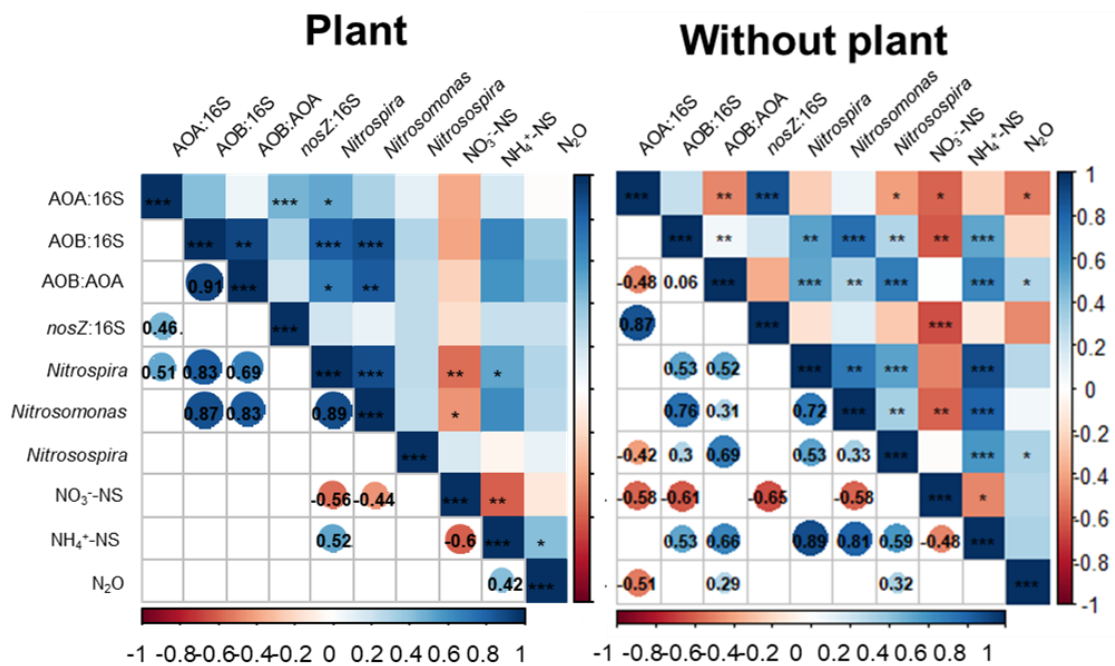 Plant
Without plant
AOA:16S AOB:16S AOB:AOA nosZ:16S Nitrospira Nitrosomonas Nitrosospira NO₃⁻-NS NH₄⁺-NS N₂O
AOA:16S AOB:16S AOB:AOA nosZ:16S Nitrospira Nitrosomonas Nitrosospira NO₃⁻-NS NH₄⁺-NS N₂O
AOA:16S *** *** * *** ** *** * * * 1
AOB:16S *** ** *** *** *** ** ** *** ** ** *** 0.8
AOB:AOA 0.91 *** * ** -0.48 0.06 *** *** ** *** *** * 0.6
0.4
nosZ:16S 0.46 *** 0.87 *** *** 0.2
Nitrospira 0.51 0.83 0.69 *** *** ** * 0.53 0.52 *** ** *** *** 0
Nitrosomonas 0.87 0.83 0.89 *** * 0.76 0.31 0.72 *** ** ** *** -0.2
Nitrosospira *** -0.42 0.3 0.69 0.53 0.33 *** *** * -0.4
NO₃⁻-NS -0.56 -0.44 *** ** -0.58 -0.61 -0.65 -0.58 *** * -0.6
NH₄⁺-NS 0.52 -0.6 *** * 0.53 0.66 0.89 0.81 0.59 -0.48 *** -0.8
N₂O 0.42 *** -0.51 0.29 0.32 *** -1
-1 -0.8 -0.6 -0.4 -0.2 0 0.2 0.4 0.6 0.8 1
-1 -0.8 -0.6 -0.4 -0.2 0 0.2 0.4 0.6 0.8 1